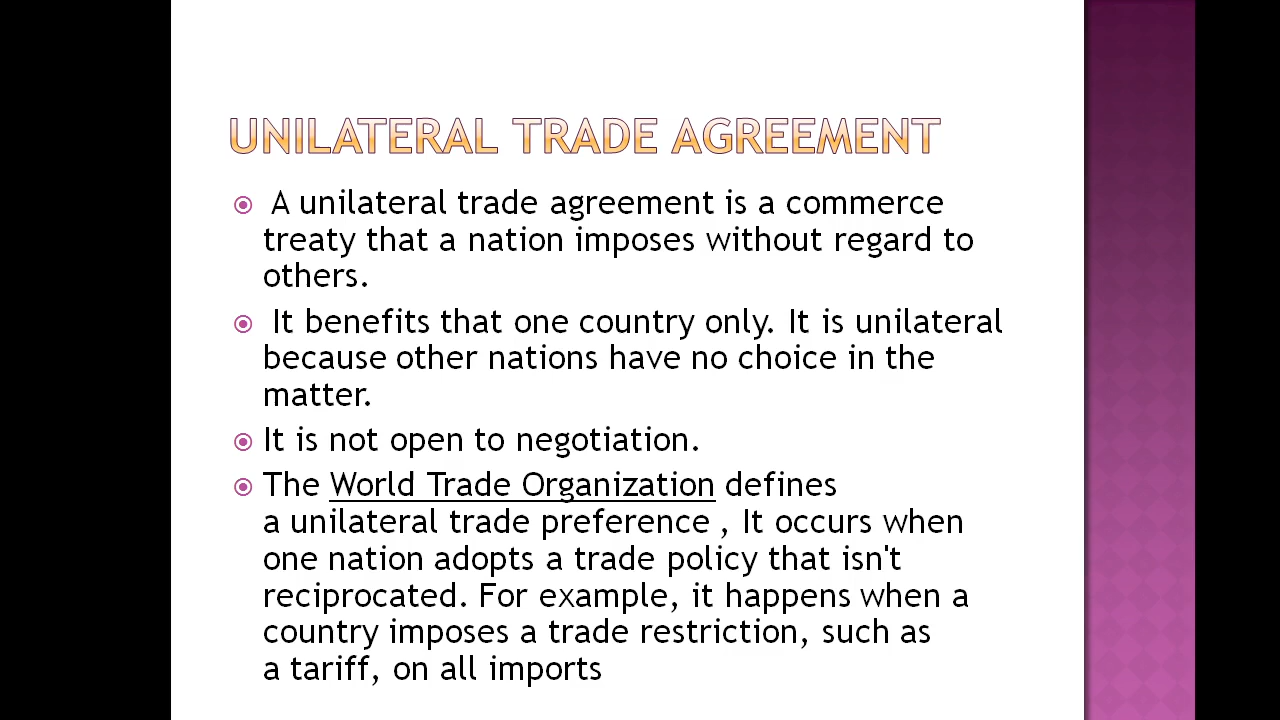 UNILATERAL TRADE AGREEMENT
A unilateral trade agreement is a commerce
treaty that a nation imposes without regard to
others.
It benefits that one country only. It is unilateral
because other nations have no choice in the
matter.
It is not open to negotiation.
The World Trade Organization defines
a unilateral trade preference , It occurs when
one nation adopts a trade policy that isn't
reciprocated. For example, it happens when a
country imposes a trade restriction, such as
a tariff, on all imports